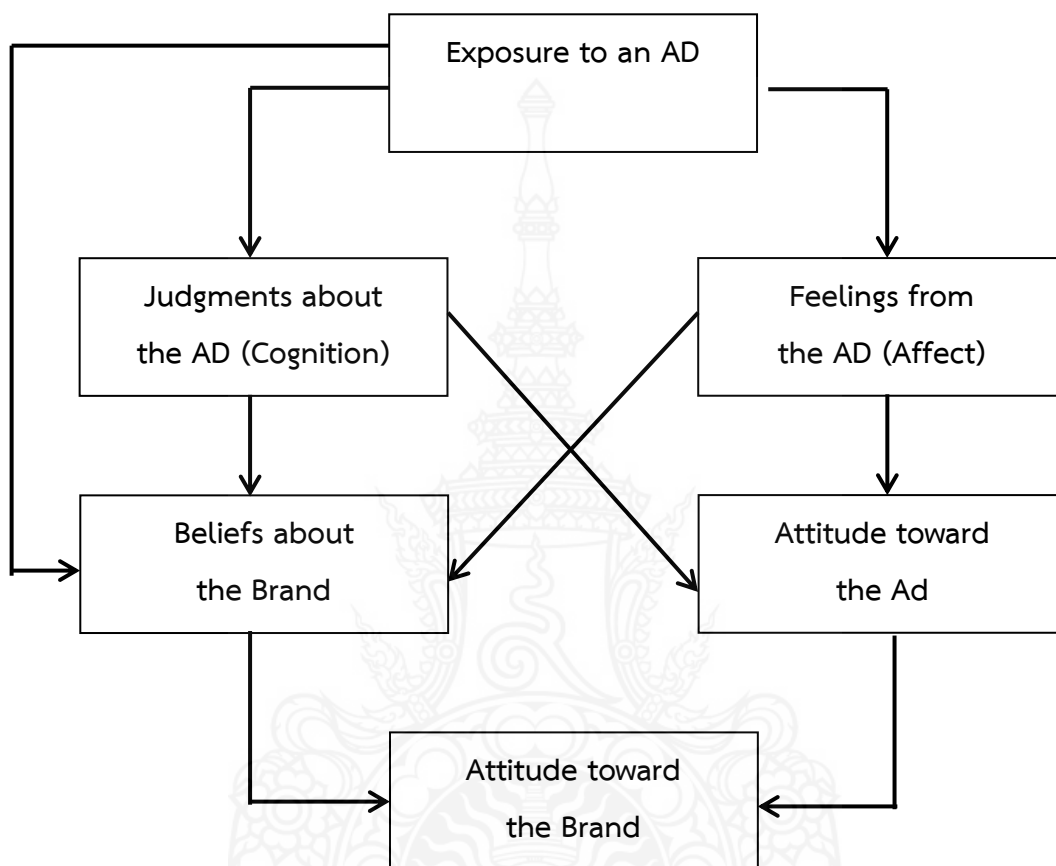 Exposure to an AD
Judgments about
the AD (Cognition)
Feelings from
the AD (Affect)
Beliefs about
the Brand
Attitude toward
the Ad
Attitude toward
the Brand